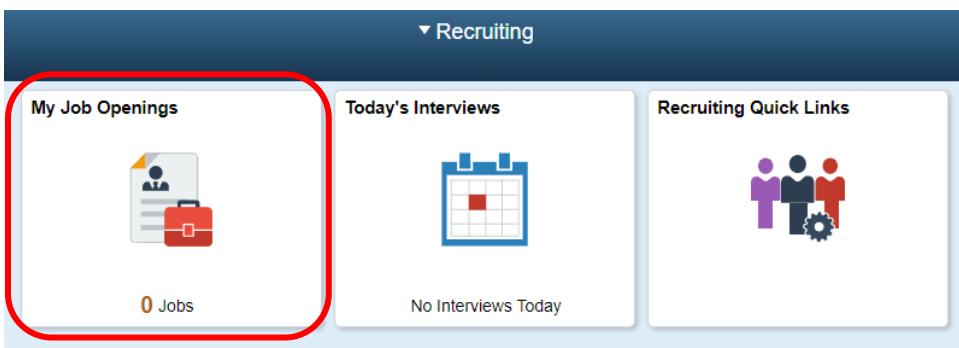 Recruiting
My Job Openings
Today's Interviews
Recruiting Quick Links
0 Jobs
No Interviews Today